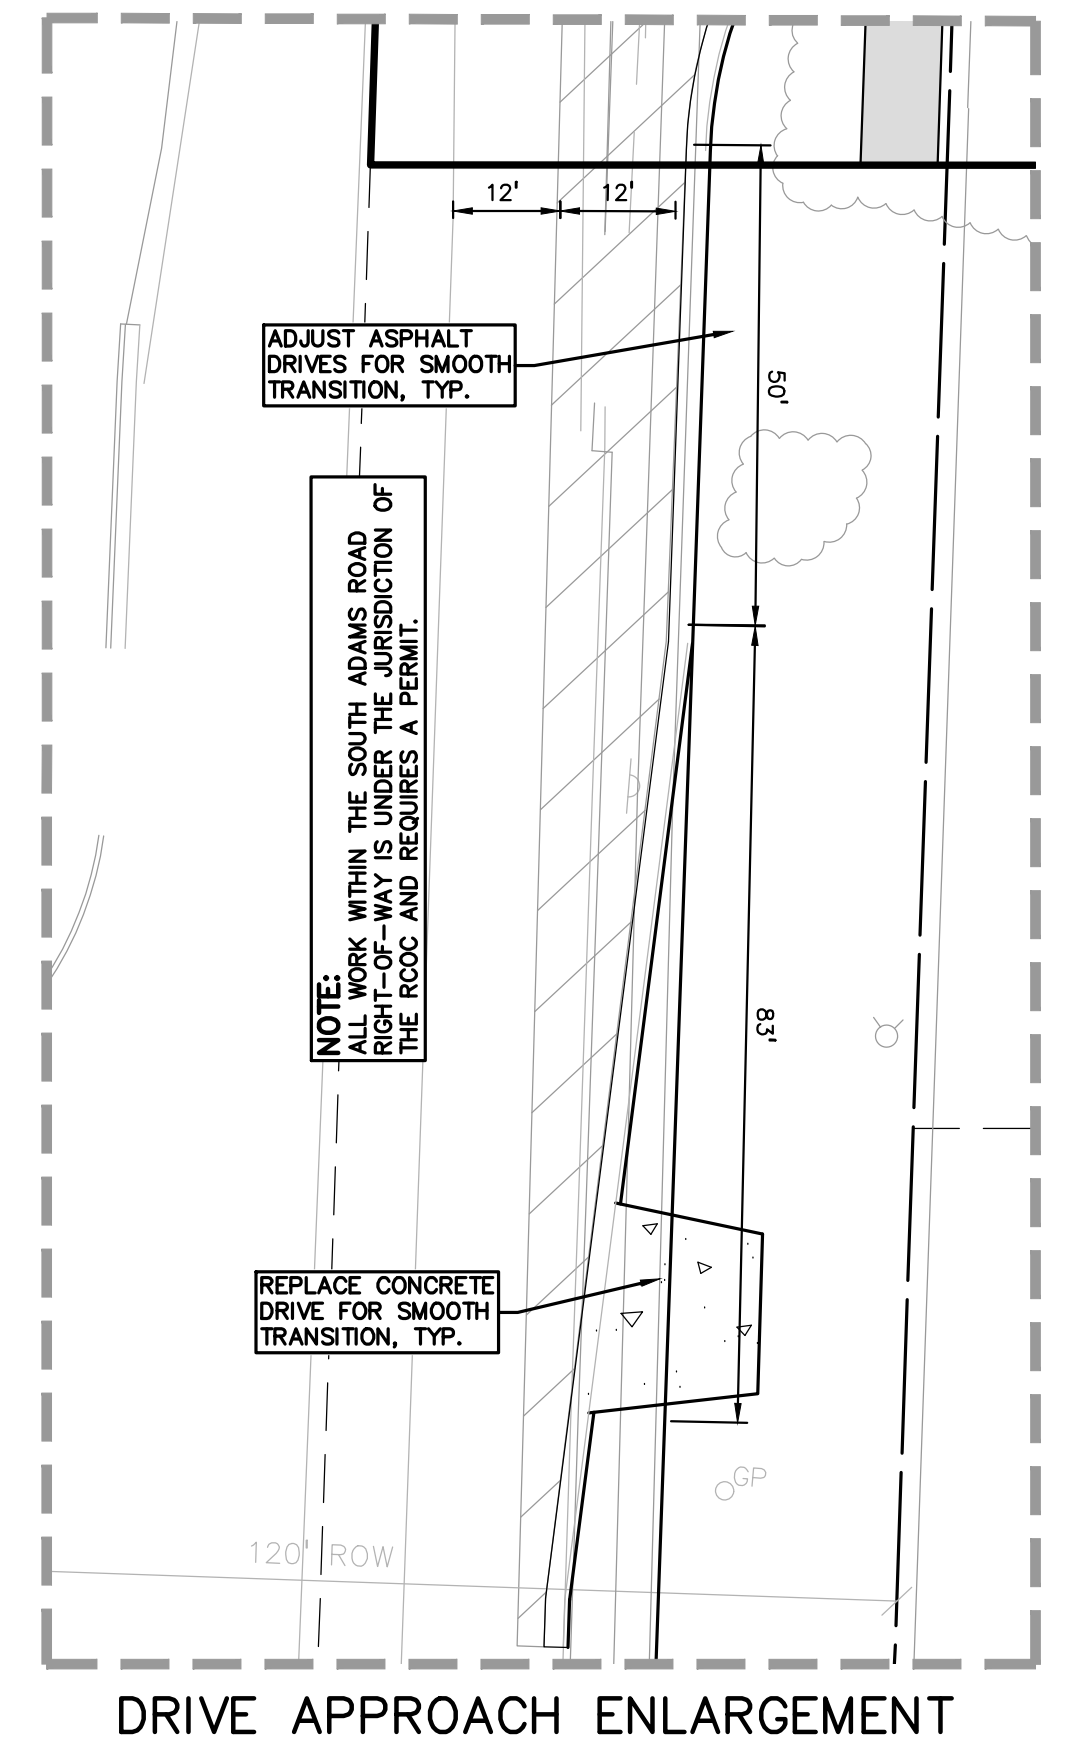 12'
12'
ADJUST ASPHALT
DRIVES FOR SMOOTH
TRANSITION, TYP.
50'
NOTE:
ALL WORK WITHIN THE SOUTH ADAMS ROAD
RIGHT-OF-WAY IS UNDER THE JURISDICTION OF
THE RCOC AND REQUIRES A PERMIT.
83'
REPLACE CONCRETE
DRIVE FOR SMOOTH
TRANSITION, TYP.
GP
120' ROW
DRIVE APPROACH ENLARGEMENT